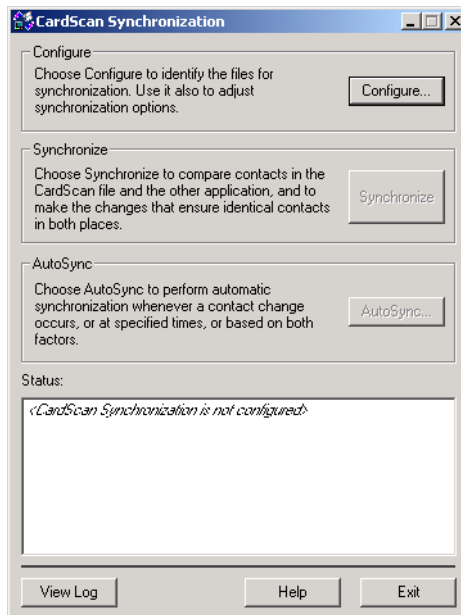 CardScan Synchronization
Configure
Choose Configure to identify the files for
synchronization. Use it also to adjust
synchronization options.
Configure...
Synchronize
Choose Synchronize to compare contacts in the
CardScan file and the other application, and to
make the changes that ensure identical contacts
in both places.
Synchronize
AutoSync
Choose AutoSync to perform automatic
synchronization whenever a contact change
occurs, or at specified times, or based on both
factors.
AutoSync...
Status:
<CardScan Synchronization is not configured>
View Log
Help
Exit